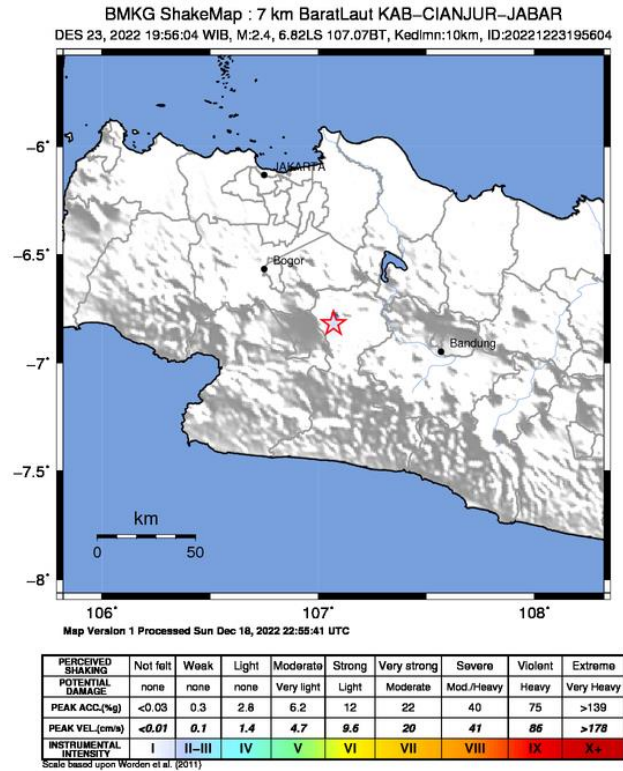 BMKG ShakeMap : 7 km BaratLaut KAB-CIANJUR-JABAR
DES 23, 2022 19:56:04 WIB, M:2.4, 6.82LS 107.07BT, Kedlmn:10km, ID:20221223195604
-6
JAKARTA
-6.5
Bogor
-7
Bandung
-7.5
km
0 50
-8
106° 107° 108°
Map Version 1 Processed Sun Dec 18, 2022 22:55:41 UTC
PERCEIVED SHAKING Not felt Weak Light Moderate Strong Very strong Severe Violent Extreme
POTENTIAL DAMAGE none none none Very light Light Moderate Mod./Heavy Heavy Very Heavy
PEAK ACC.(%g) <0.03 0.3 2.8 6.2 12 22 40 75 >139
PEAK VEL.(cm/s) <0.01 0.1 1.4 4.7 9.6 20 41 86 >178
INSTRUMENTAL INTENSITY I II-III IV V VI VII VIII IX X+
Scale based upon Worden et al. (2011)